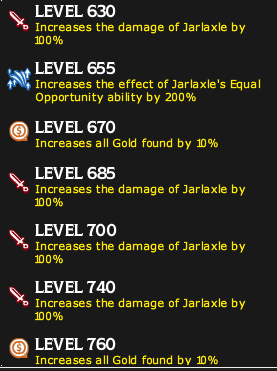 LEVEL 630
Increases the damage of Jarlaxle by
100%
LEVEL 655
Increases the effect of Jarlaxle's Equal
Opportunity ability by 200%
LEVEL 670
Increases all Gold found by 10%
LEVEL 685
Increases the damage of Jarlaxle by
100%
LEVEL 700
Increases the damage of Jarlaxle by
100%
LEVEL 740
Increases the damage of Jarlaxle by
100%
LEVEL 760
Increases all Gold found by 10%